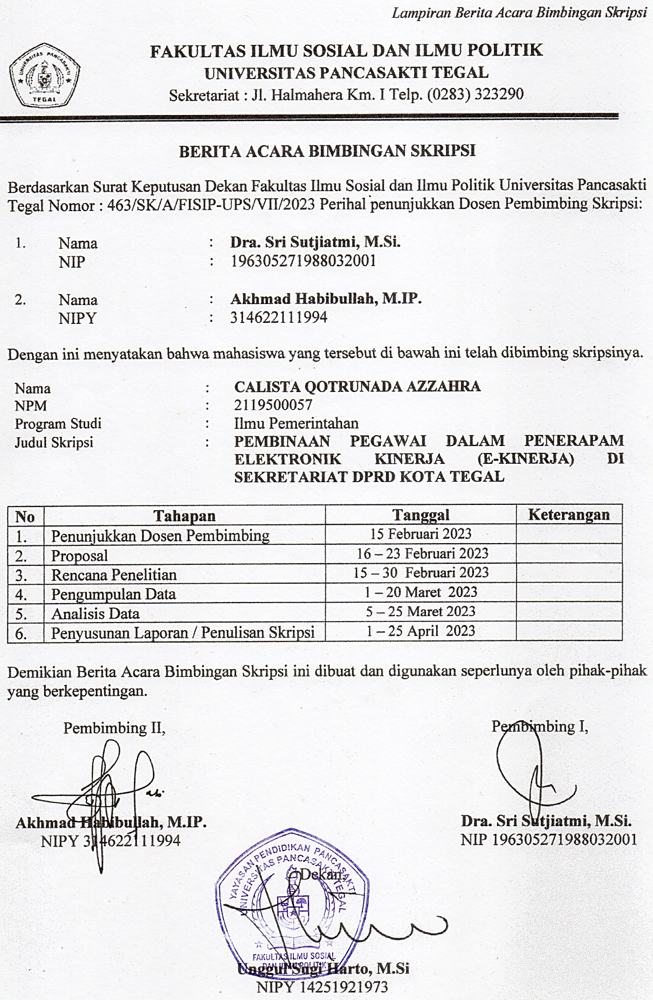 Lampiran Berita Acara Bimbingan Skripsi
UNIVERSITAS PANCASAKTI
TEGAL
FAKULTAS ILMU SOSIAL DAN ILMU POLITIK
UNIVERSITAS PANCASAKTI TEGAL
Sekretariat : Jl. Halmahera Km. I Telp. (0283) 323290
BERITA ACARA BIMBINGAN SKRIPSI
Berdasarkan Surat Keputusan Dekan Fakultas Ilmu Sosial dan Ilmu Politik Universitas Pancasakti
Tegal Nomor : 463/SK/A/FISIP-UPS/VII/2023 Perihal penunjukkan Dosen Pembimbing Skripsi:
1. Nama : Dra. Sri Sutjiatmi, M.Si.
NIP : 196305271988032001
2. Nama : Akhmad Habibullah, M.IP.
NIPY : 314622111994
Dengan ini menyatakan bahwa mahasiswa yang tersebut di bawah ini telah dibimbing skripsinya.
Nama : CALISTA QOTRUNADA AZZAHRA
NPM : 2119500057
Program Studi : Ilmu Pemerintahan
Judul Skripsi : PEMBINAAN PEGAWAI DALAM PENERAPAM
ELEKTRONIK KINERJA (E-KINERJA) DI
SEKRETARIAT DPRD KOTA TEGAL
No Tahapan Tanggal Keterangan
1. Penunjukkan Dosen Pembimbing 15 Februari 2023
2. Proposal 16 – 23 Februari 2023
3. Rencana Penelitian 15 – 30 Februari 2023
4. Pengumpulan Data 1 – 20 Maret 2023
5. Analisis Data 5 – 25 Maret 2023
6. Penyusunan Laporan / Penulisan Skripsi 1 – 25 April 2023
Demikian Berita Acara Bimbingan Skripsi ini dibuat dan digunakan seperlunya oleh pihak-pihak
yang berkepentingan.
Pembimbing II, Pembimbing I,
Akhmad Habibullah, M.IP. Dra. Sri Sutjiatmi, M.Si.
NIPY 314622111994 NIP 196305271988032001
YAYASAN PENDIDIKAN PANCASAKTI
UNIVERSITAS PANCASAKTI TEGAL
Dekan,
FAKULTAS ILMU SOSIAL
DAN ILMU POLITIK
Unggul Sugi Harto, M.Si
NIPY 14251921973